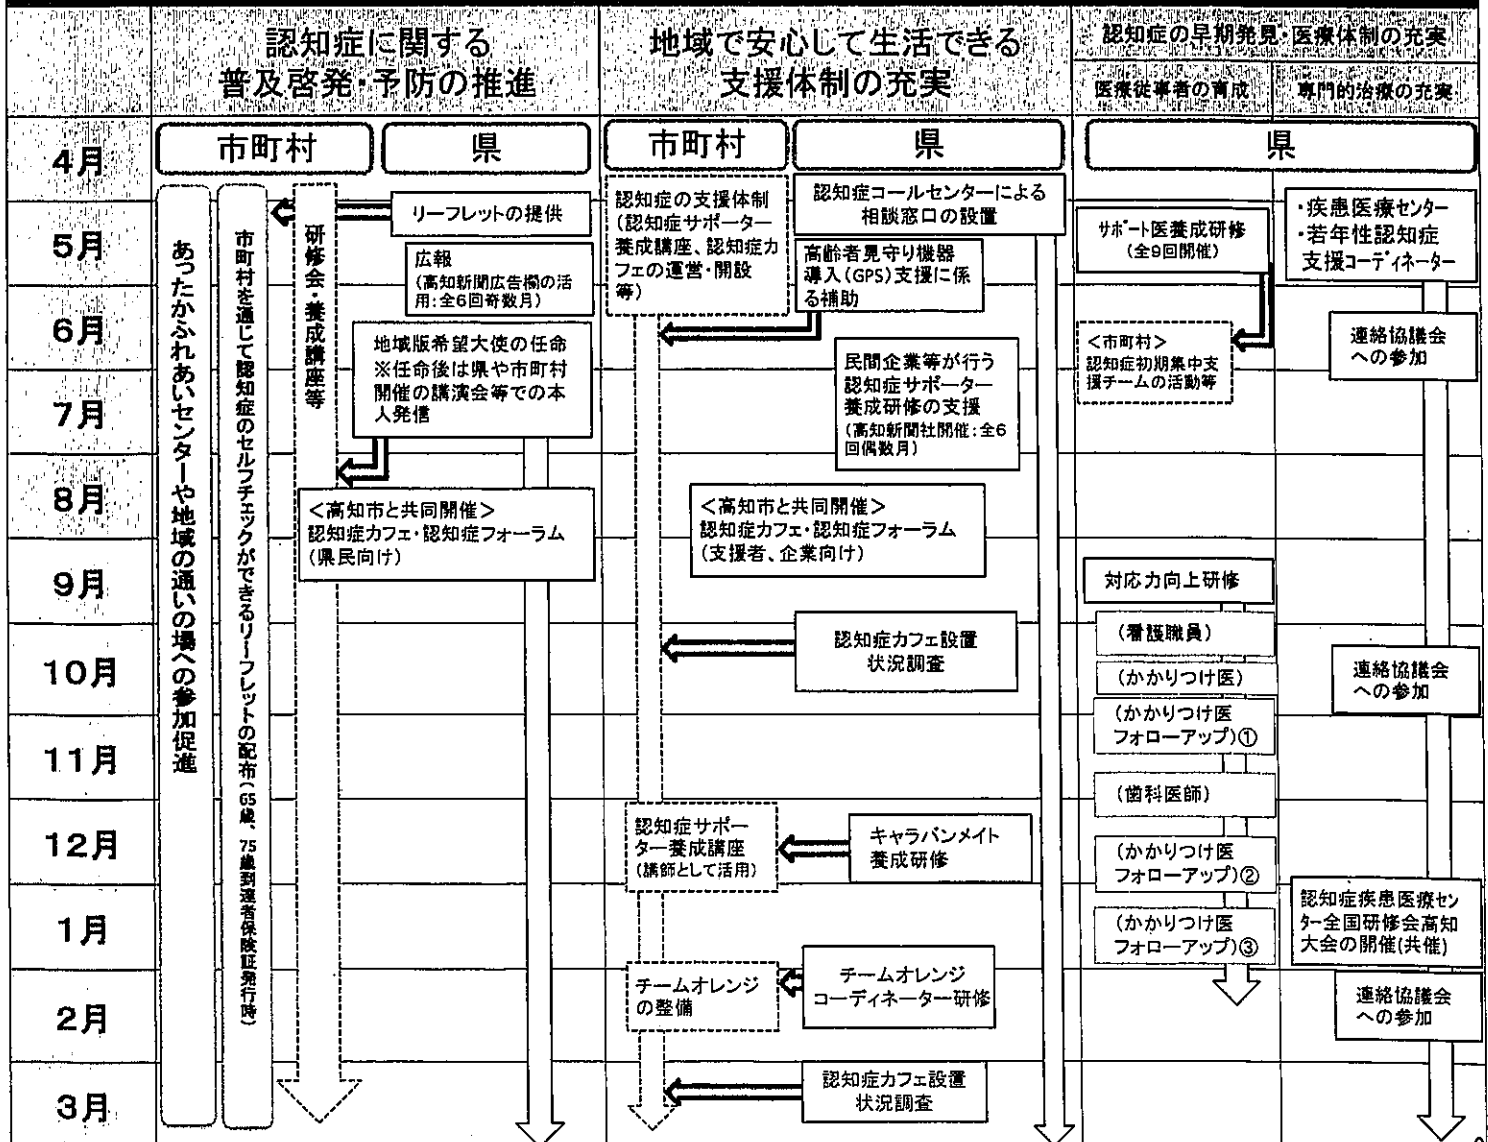 認知症に関する
普及啓発・予防の推進
地域で安心して生活できる
支援体制の充実
認知症の早期発見・医療体制の充実
医療従事者の育成
専門的治療の充実
4月
5月
6月
7月
8月
9月
10月
11月
12月
1月
2月
3月
市町村
県
あったかふれあいセンターや地域の通いの場への参加促進
市町村を通じて認知症のセルフチェックができるリーフレットの配布(65歳、75歳到達者保険証発行時)
研修会・養成講座等
リーフレットの提供
広報
(高知新聞広告欄の活
用:全6回奇数月)
地域版希望大使の任命
※任命後は県や市町村
開催の講演会等での本
人発信
<高知市と共同開催>
認知症カフェ・認知症フォーラム
(県民向け)
市町村
県
認知症の支援体制
(認知症サポーター
養成講座、認知症カ
フェの運営・開設
等)
認知症コールセンターによる
相談窓口の設置
高齢者見守り機器
導入(GPS)支援に係
る補助
民間企業等が行う
認知症サポーター
養成研修の支援
(高知新聞社開催:全6
回偶数月)
<高知市と共同開催>
認知症カフェ・認知症フォーラム
(支援者、企業向け)
認知症カフェ設置
状況調査
認知症サポー
ター養成講座
(講師として活用)
キャラバンメイト
養成研修
チームオレンジ
の整備
チームオレンジ
コーディネーター研修
認知症カフェ設置
状況調査
県
サポート医養成研修
(全9回開催)
<市町村>
認知症初期集中支
援チームの活動等
対応力向上研修
(看護職員)
(かかりつけ医)
(かかりつけ医
フォローアップ)①
(歯科医師)
(かかりつけ医
フォローアップ)②
(かかりつけ医
フォローアップ)③
・疾患医療センター
・若年性認知症
支援コーディネーター
連絡協議会
への参加
連絡協議会
への参加
認知症疾患医療セン
ター全国研修会高知
大会の開催(共催)
連絡協議会
への参加